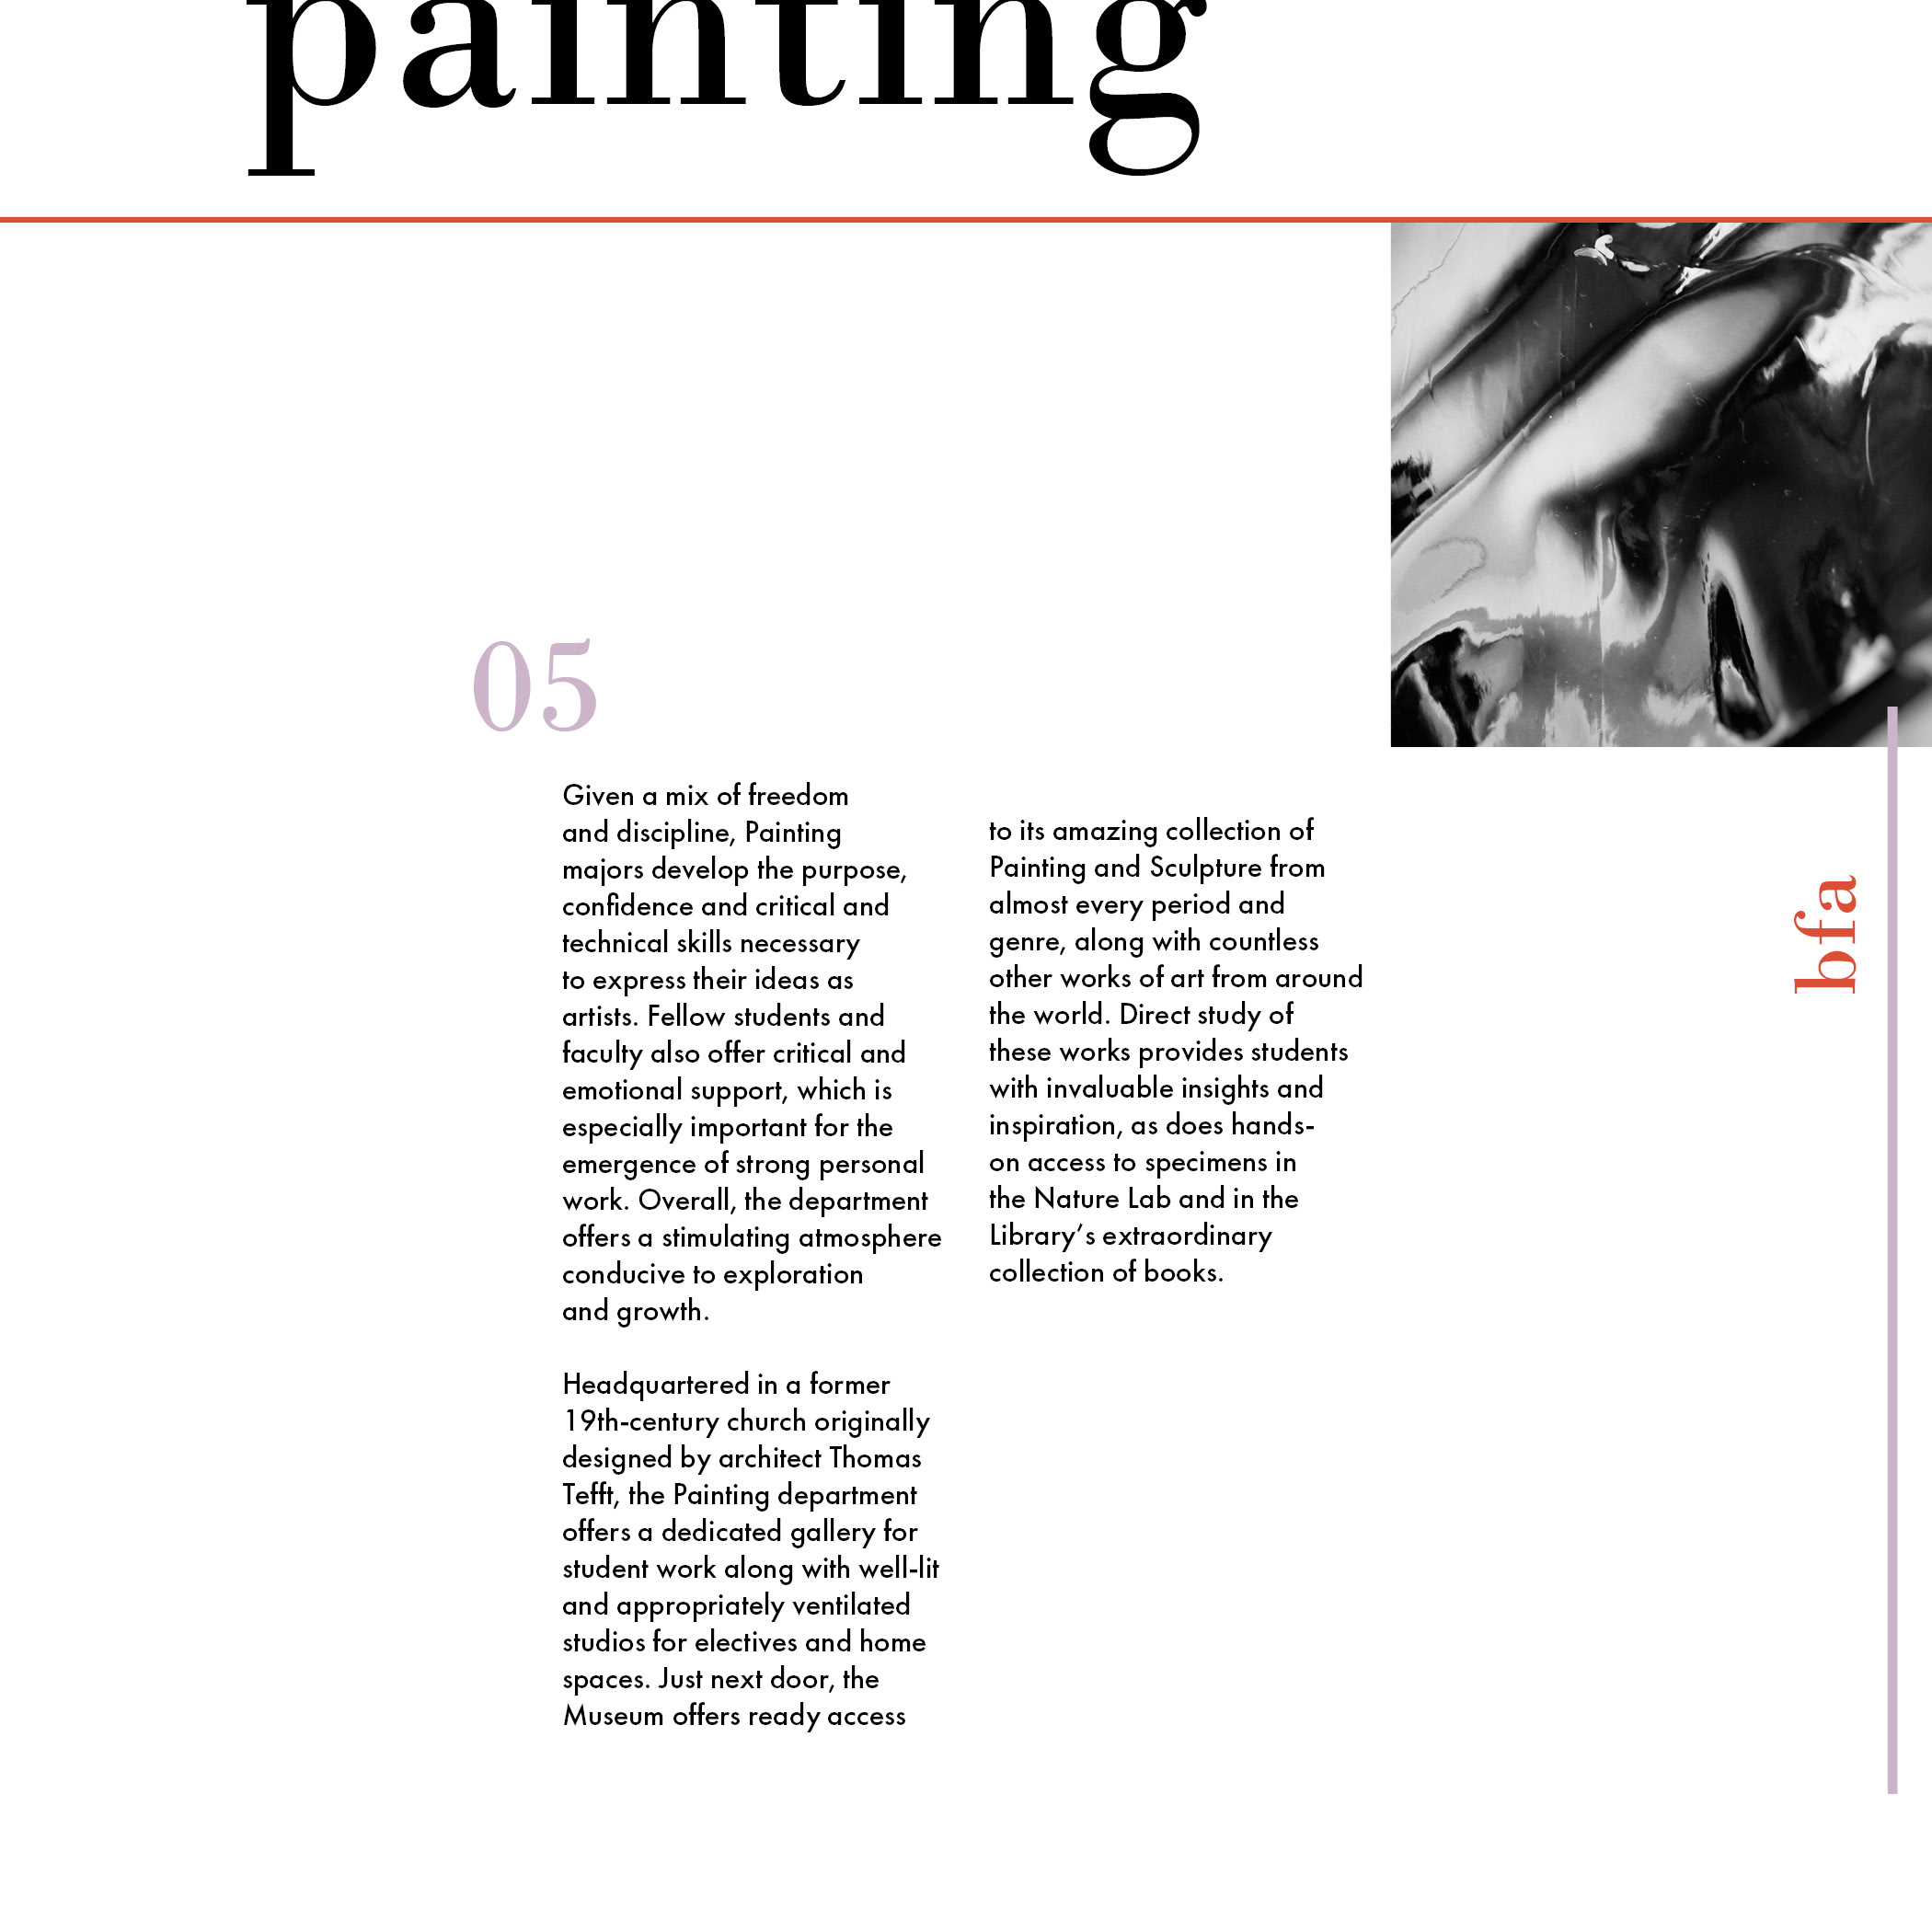 painting
05
Given a mix of freedom
and discipline, Painting
majors develop the purpose,
confidence and critical and
technical skills necessary
to express their ideas as
artists. Fellow students and
faculty also offer critical and
emotional support, which is
especially important for the
emergence of strong personal
work. Overall, the department
offers a stimulating atmosphere
conducive to exploration
and growth.
Headquartered in a former
19th-century church originally
designed by architect Thomas
Tefft, the Painting department
offers a dedicated gallery for
student work along with well-lit
and appropriately ventilated
studios for electives and home
spaces. Just next door, the
Museum offers ready access
to its amazing collection of
Painting and Sculpture from
almost every period and
genre, along with countless
other works of art from around
the world. Direct study of
these works provides students
with invaluable insights and
inspiration, as does hands-
on access to specimens in
the Nature Lab and in the
Library’s extraordinary
collection of books.
bfa